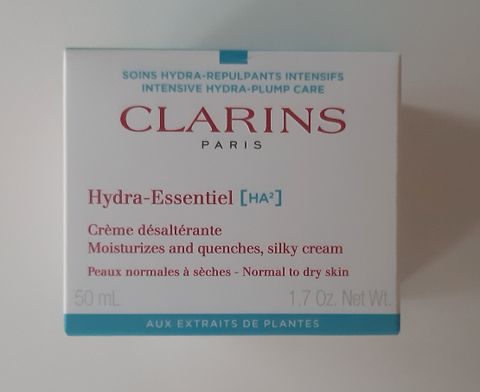 SOINS HYDRA-REPULPANTS INTENSIFS
INTENSIVE HYDRA-PLUMP CARE
CLARINS
PARIS
Hydra-Essentiel [HA²]
Crème désaltérante
Moisturizes and quenches, silky cream
Peaux normales à sèches - Normal to dry skin
50 mL 1,7 Oz. Net Wt.
AUX EXTRAITS DE PLANTES